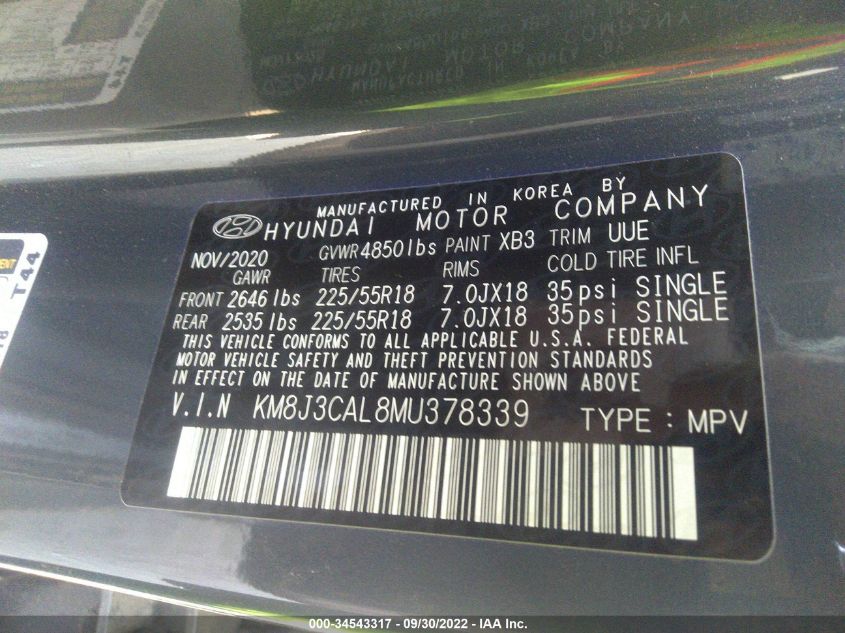 MANUFACTURED IN KOREA BY
HYUNDAI MOTOR COMPANY
NOV/2020 GVWR 4850 lbs PAINT XB3 TRIM UUE
GAWR TIRES RIMS COLD TIRE INFL
FRONT 2646 lbs 225/55R18 7.0JX18 35psi SINGLE
REAR 2535 lbs 225/55R18 7.0JX18 35psi SINGLE
THIS VEHICLE CONFORMS TO ALL APPLICABLE U.S.A. FEDERAL
MOTOR VEHICLE SAFETY AND THEFT PREVENTION STANDARDS
IN EFFECT ON THE DATE OF MANUFACTURE SHOWN ABOVE
V.I.N KM8J3CAL8MU378339 TYPE : MPV
T44
000-34543317 - 09/30/2022 - IAA Inc.